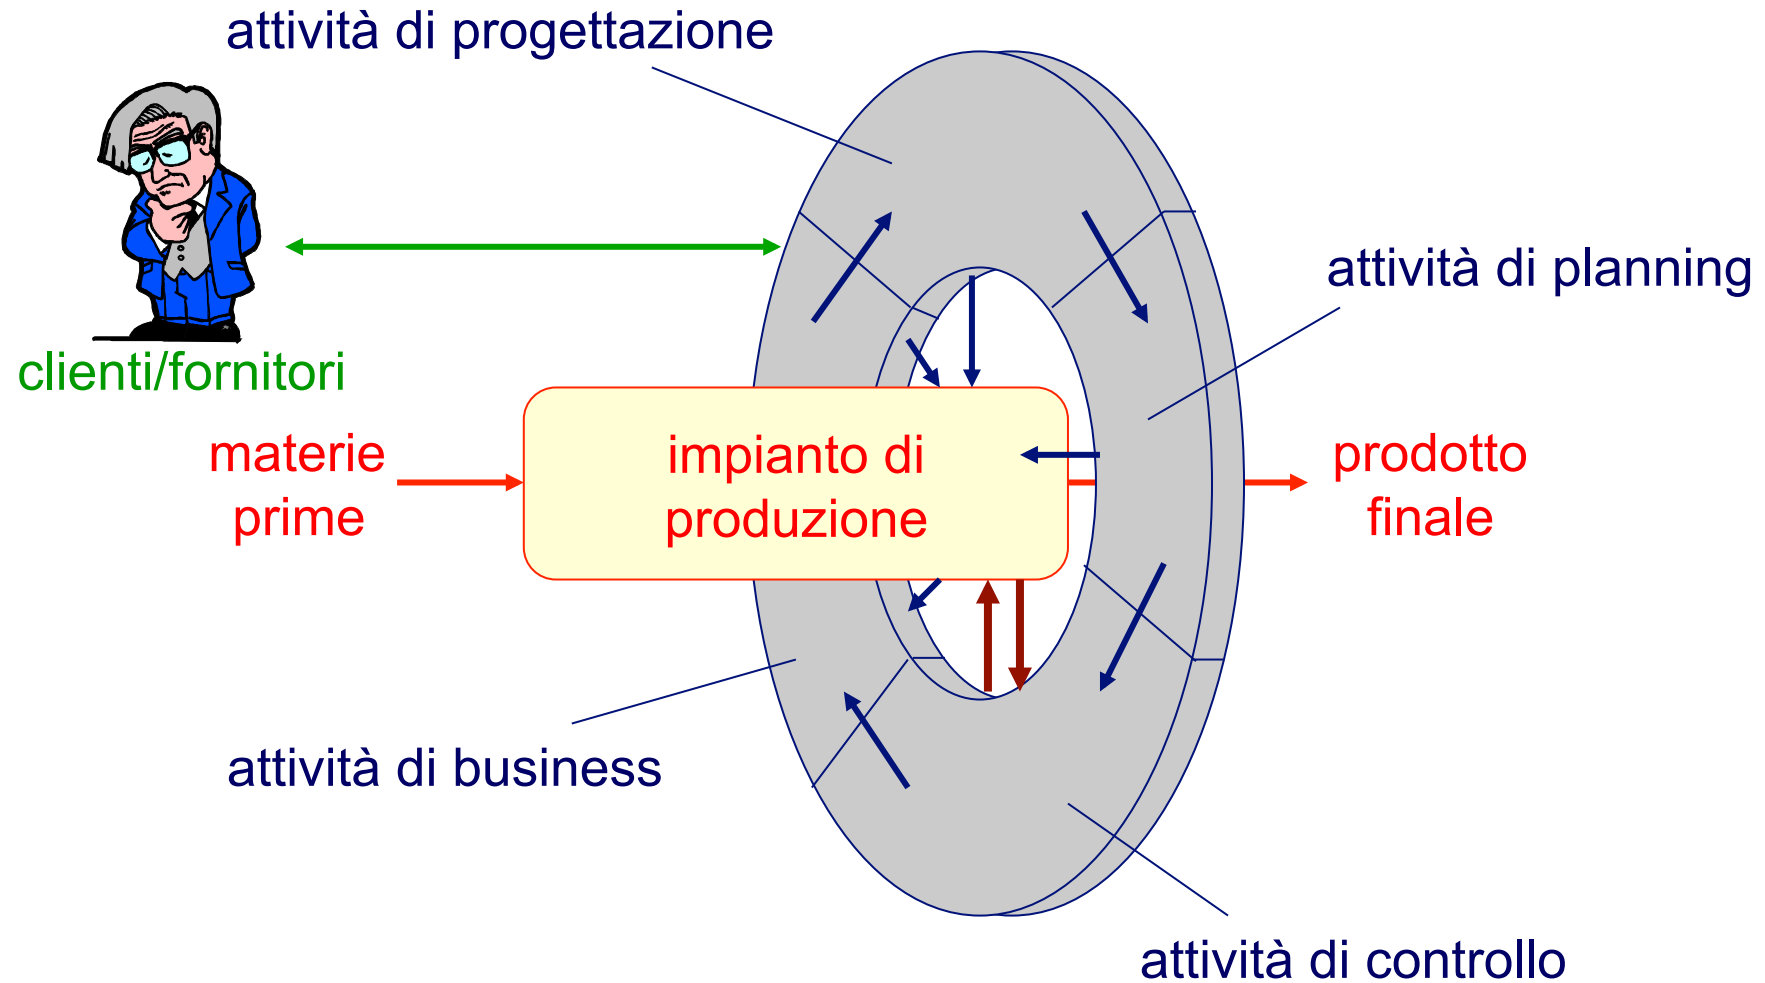 attività di progettazione
attività di planning
clienti/fornitori
materie
prime
impianto di
produzione
prodotto
finale
attività di business
attività di controllo